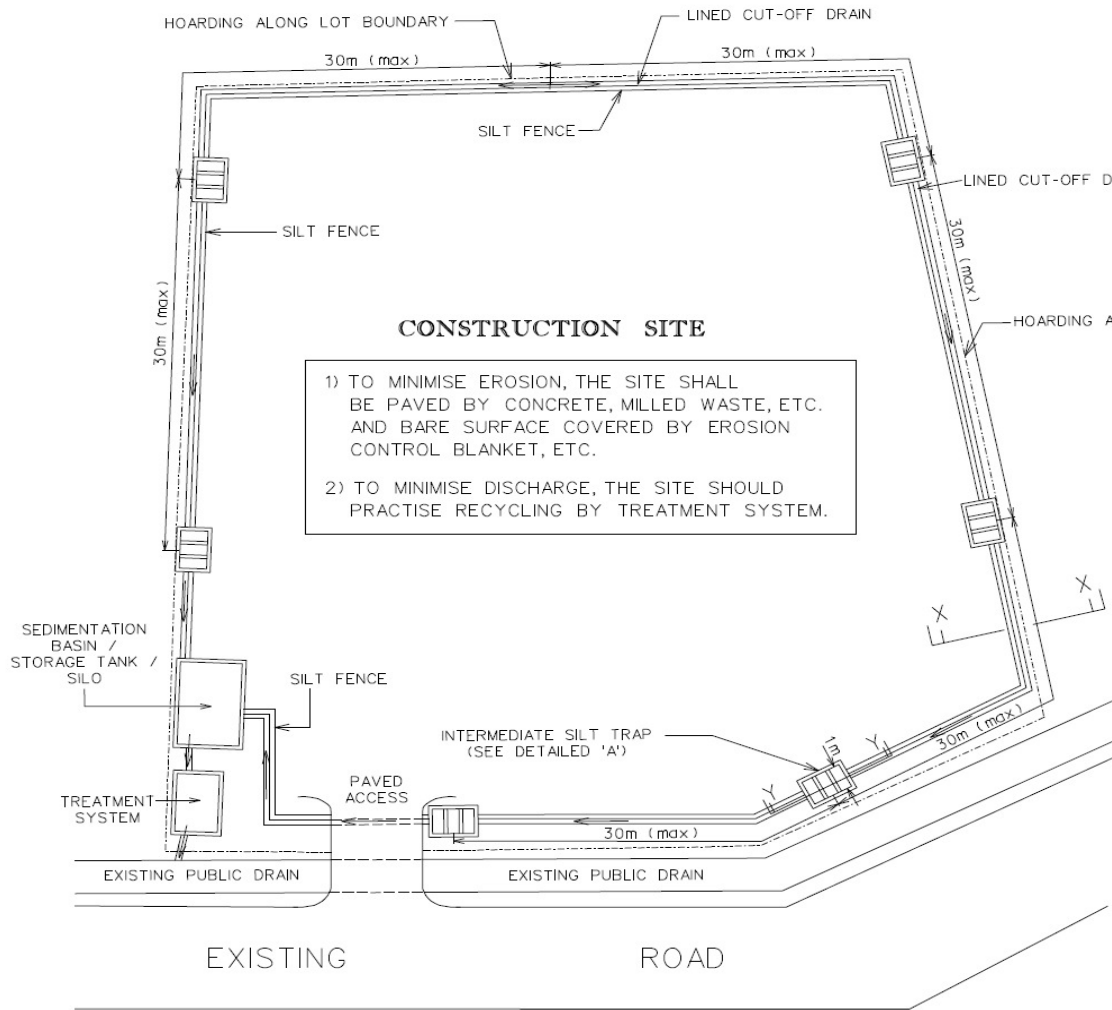 HOARDING ALONG LOT BOUNDARY
LINED CUT-OFF DRAIN
30m (max)
30m (max)
SILT FENCE
LINED CUT-OFF D
SILT FENCE
30m (max)
30m (max)
CONSTRUCTION SITE
HOARDING A
1) TO MINIMISE EROSION, THE SITE SHALL
BE PAVED BY CONCRETE, MILLED WASTE, ETC.
AND BARE SURFACE COVERED BY EROSION
CONTROL BLANKET, ETC.
2) TO MINIMISE DISCHARGE, THE SITE SHOULD
PRACTISE RECYCLING BY TREATMENT SYSTEM.
X
X
SEDIMENTATION
BASIN /
STORAGE TANK /
SILO
SILT FENCE
INTERMEDIATE SILT TRAP
(SEE DETAILED 'A')
1m
Y
30m (max)
Y
PAVED
ACCESS
TREATMENT
SYSTEM
30m (max)
EXISTING PUBLIC DRAIN
EXISTING PUBLIC DRAIN
EXISTING
ROAD